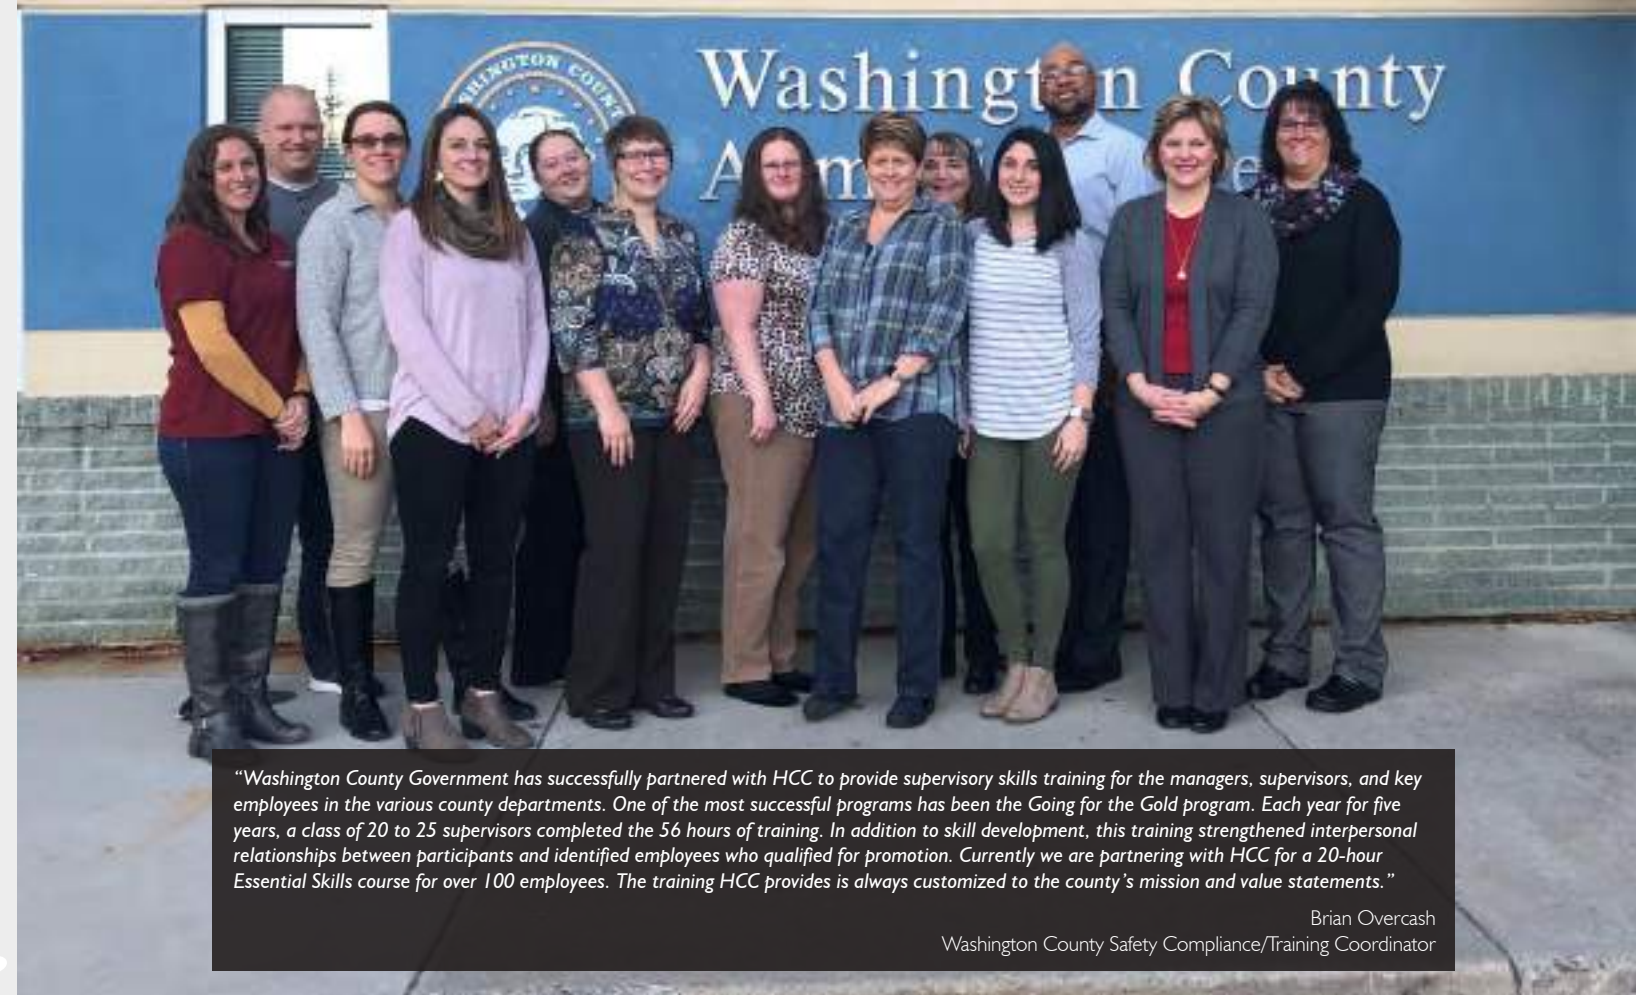 Washington County
“Washington County Government has successfully partnered with HCC to provide supervisory skills training for the managers, supervisors, and key
employees in the various county departments. One of the most successful programs has been the Going for the Gold program. Each year for five
years, a class of 20 to 25 supervisors completed the 56 hours of training. In addition to skill development, this training strengthened interpersonal
relationships between participants and identified employees who qualified for promotion. Currently we are partnering with HCC for a 20-hour
Essential Skills course for over 100 employees. The training HCC provides is always customized to the county’s mission and value statements.”
Brian Overcash
Washington County Safety Compliance/Training Coordinator